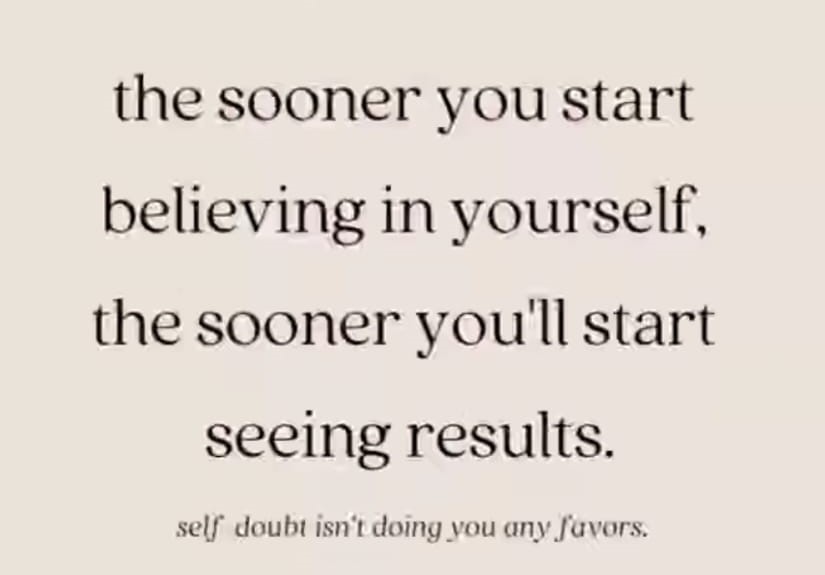 the sooner you start
believing in yourself,
the sooner you'll start
seeing results.
self doubt isn't doing you any favors.